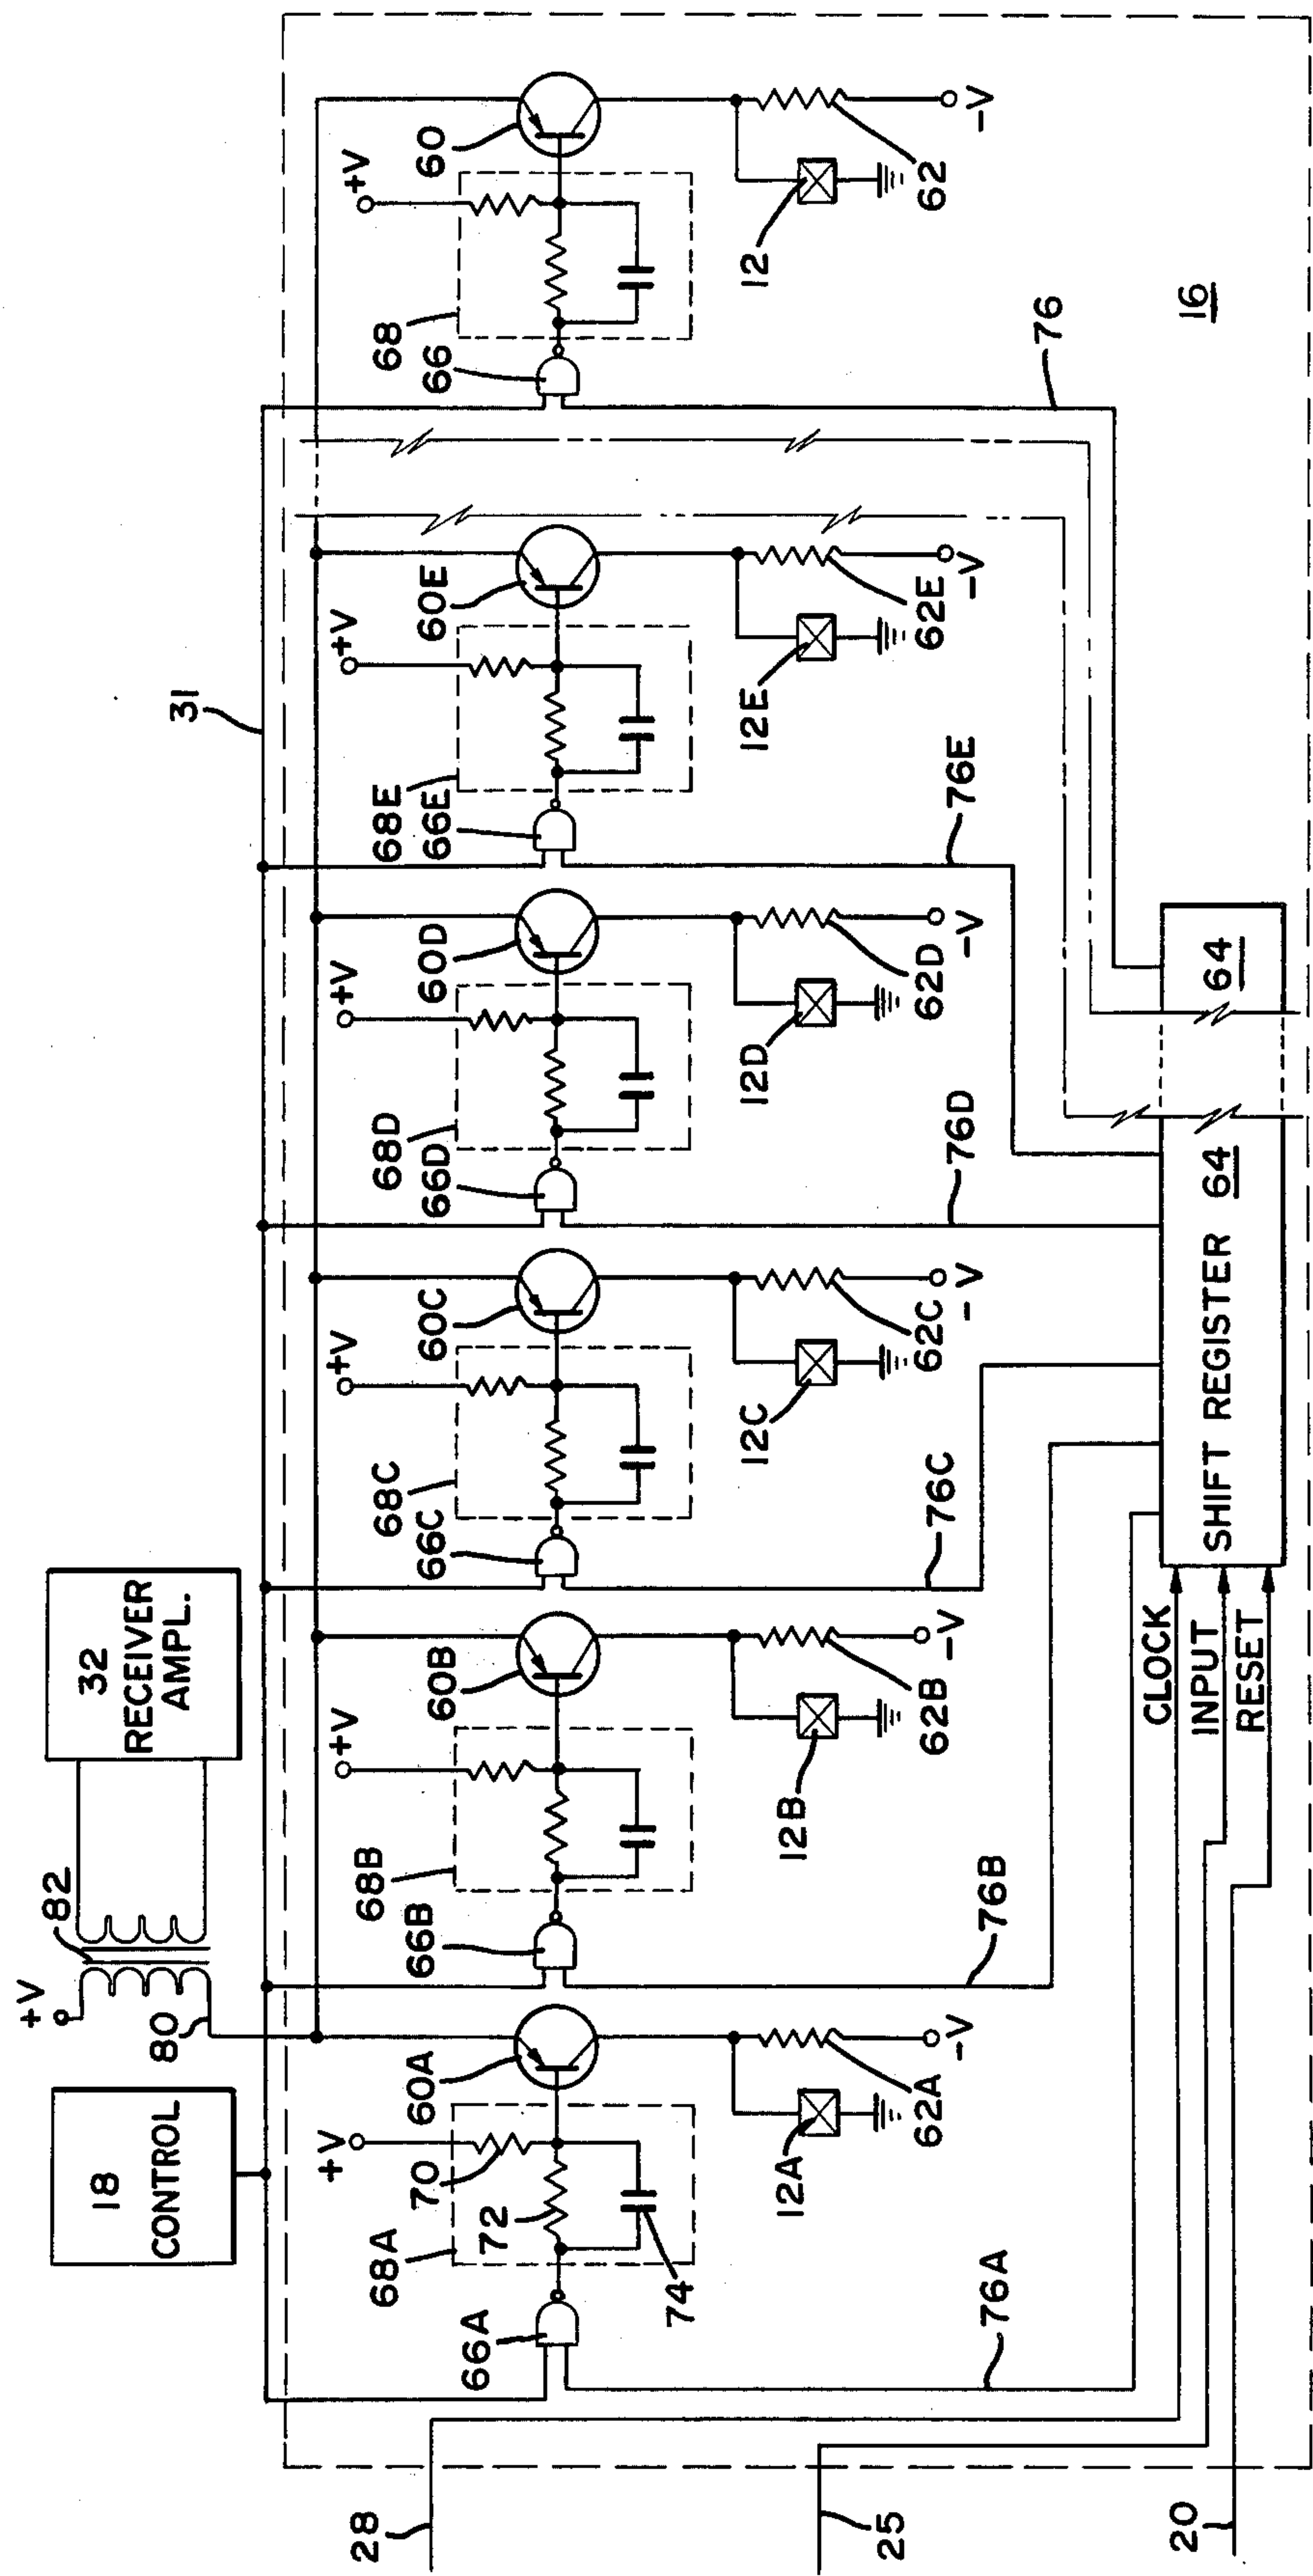 18
CONTROL
+V
82
80
32
RECEIVER
AMPL.
31
+V
+V
+V
+V
+V
+V
60A
60B
60C
60D
60E
60
70
72
74
68A
66A
68B
66B
68C
66C
68D
66D
68E
66E
68
66
12A
62A
-V
12B
62B
-V
12C
62C
-V
12D
62D
-V
12E
62E
-V
12
62
-V
76A
76B
76C
76D
76E
76
16
28
25
20
CLOCK
INPUT
RESET
SHIFT REGISTER 64
64